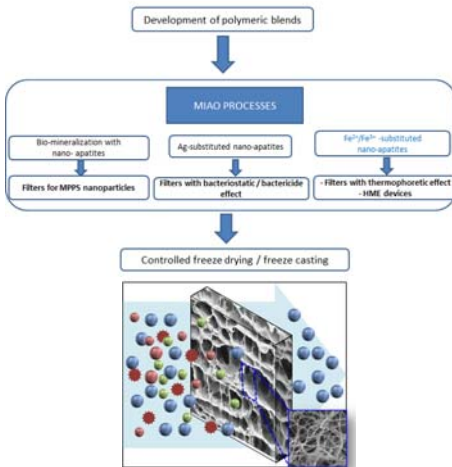 Development of polymeric blends
MIAO PROCESSES
Bio-mineralization with
nano- apatites
Ag-substituted nano-apatites
Fe²⁺/Fe³⁺ -substituted
nano-apatites
Filters for MPPS nanoparticles
Filters with bacteriostatic / bactericide
effect
- Filters with thermophoretic effect
- HME devices
Controlled freeze drying / freeze casting